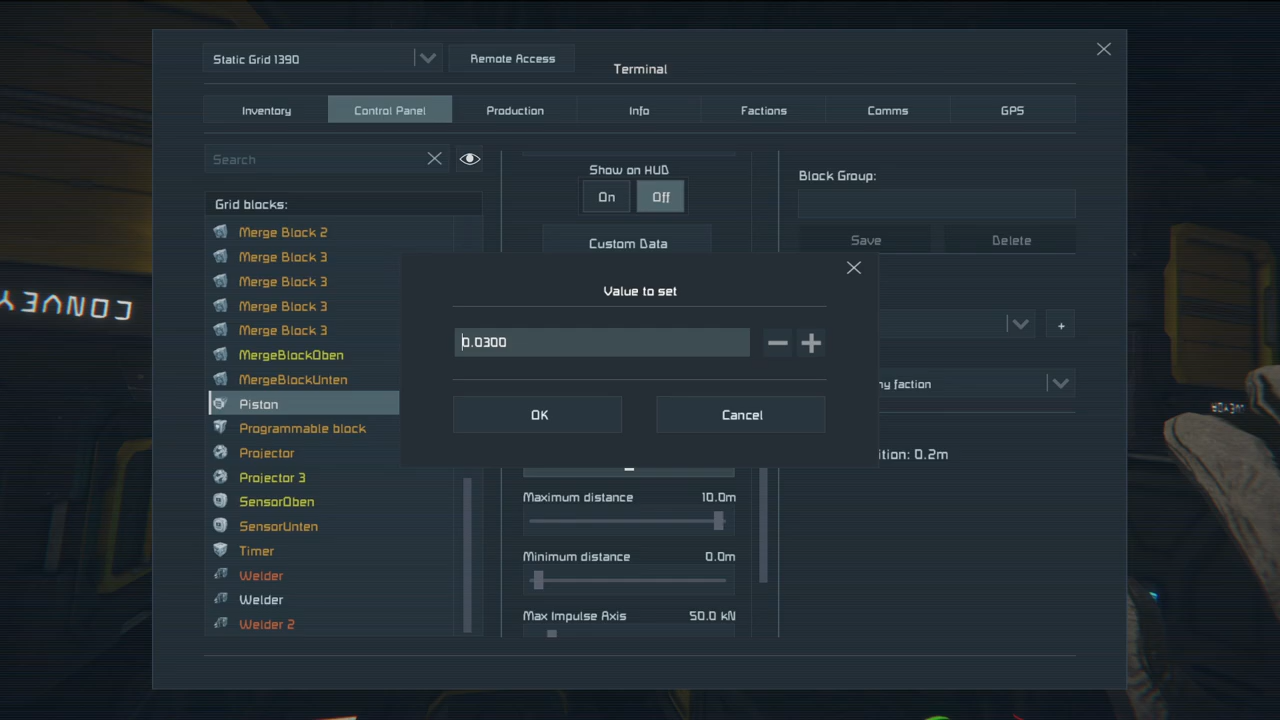 Static Grid 1390
Remote Access
Terminal
Inventory
Control Panel
Production
Info
Factions
Comms
GPS
Search
Grid blocks:
Merge Block 2
Merge Block 3
Merge Block 3
Merge Block 3
Merge Block 3
MergeBlockOben
MergeBlockUnten
Piston
Programmable block
Projector
Projector 3
SensorOben
SensorUnten
Timer
Welder
Welder
Welder 2
Show on HUD
On
Off
Custom Data
Value to set
0.0300
OK
Cancel
Maximum distance 10.0m
Minimum distance 0.0m
Max Impulse Axis 50.0 kN
Block Group:
Save
Delete
+
faction
0.2m